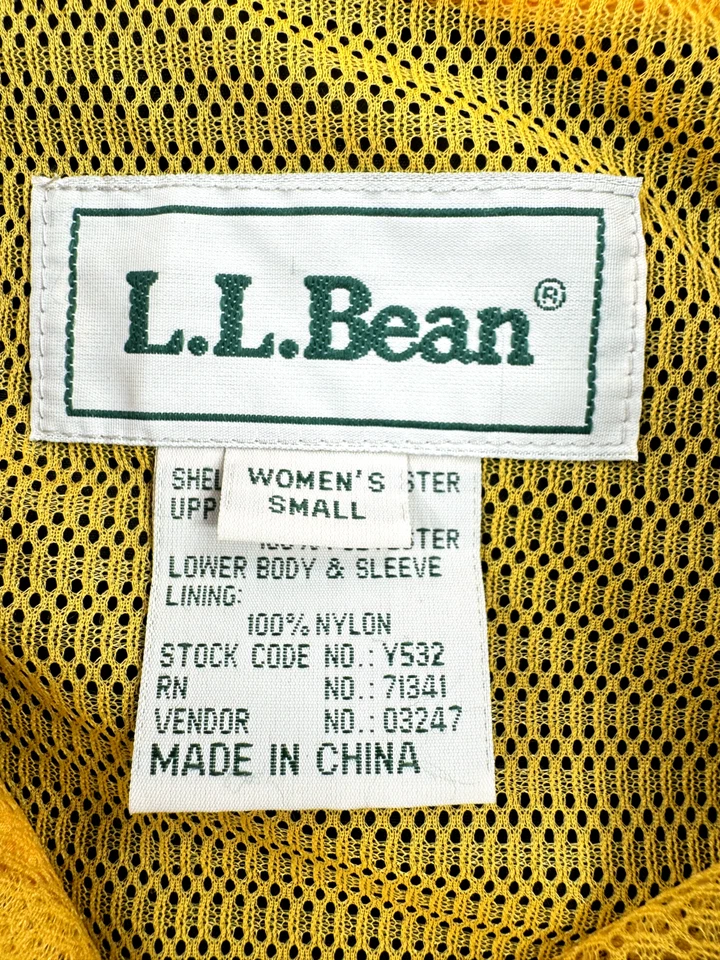 L.L.Bean®
WOMEN'S
SMALL
LOWER BODY & SLEEVE
LINING:
100% NYLON
STOCK CODE NO.: Y532
RN NO.: 71341
VENDOR NO.: 03247
MADE IN CHINA